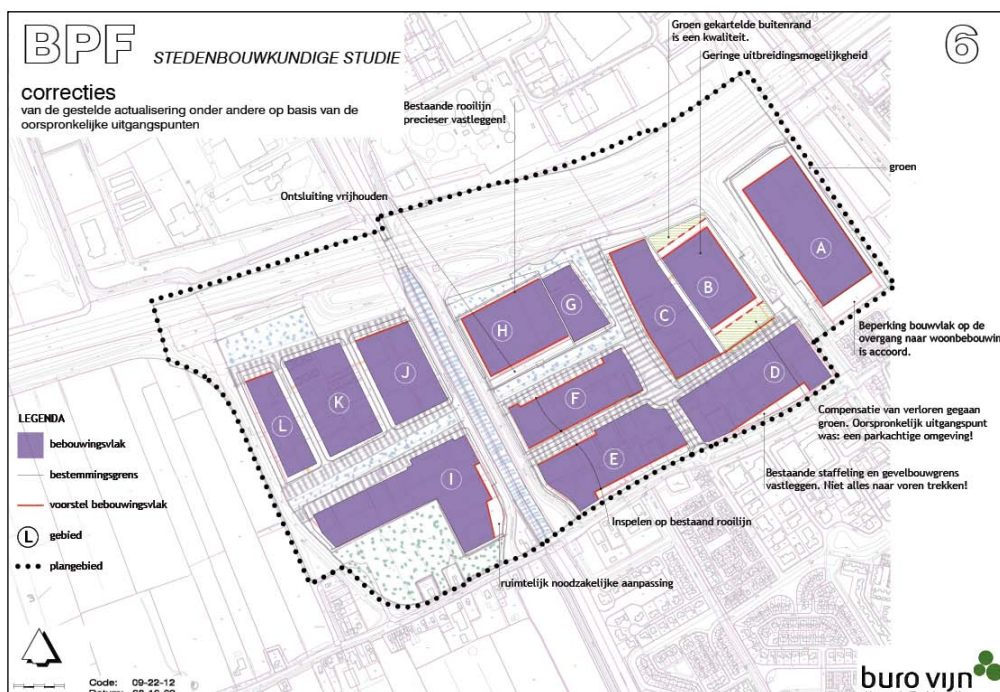 BPF STEDENBOUWKUNDIGE STUDIE
6
correcties
van de gestelde actualisering onder andere op basis van de
oorspronkelijke uitgangspunten
Groen gekartelde buitenrand
is een kwaliteit.
Geringe uitbreidingsmogelijkgheid
Bestaande rooilijn
precieser vastleggen!
groen
Ontsluiting vrijhouden
A
B
C
G
H
D
J
F
K
L
E
I
Beperking bouwvlak op de
overgang naar woonbebouwin
is accoord.
Compensatie van verloren gegaan
groen. Oorspronkelijk uitgangspunt
was: een parkachtige omgeving!
Bestaande staffeling en gevelbouwgrens
vastleggen. Niet alles naar voren trekken!
Inspelen op bestaand rooilijn
ruimtelijk noodzakelijke aanpassing
LEGENDA
bebouwingsvlak
bestemmingsgrens
voorstel bebouwingsvlak
L gebied
plangebied
Code: 09-22-12
buro vijn